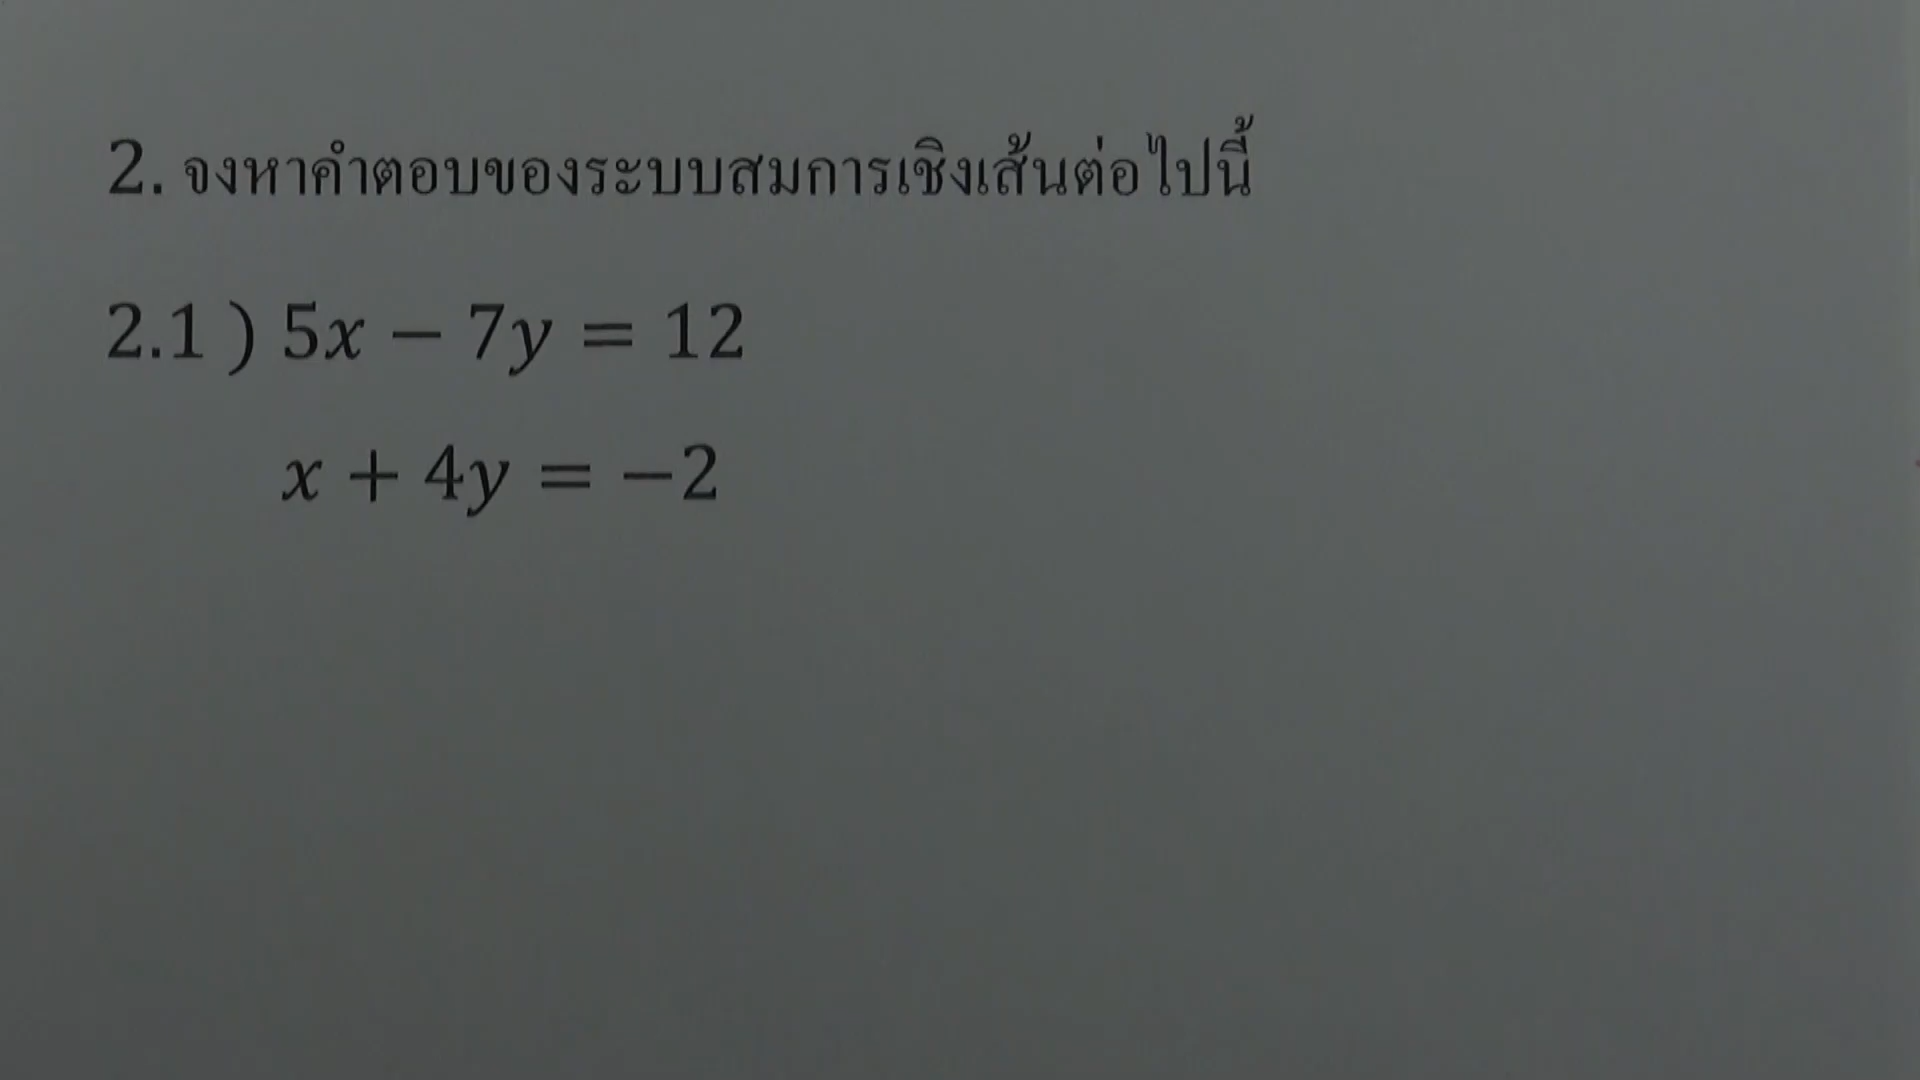 2. จงหาคำตอบของระบบสมการเชิงเส้นต่อไปนี้
2.1 ) 5x − 7y = 12
x + 4y = −2